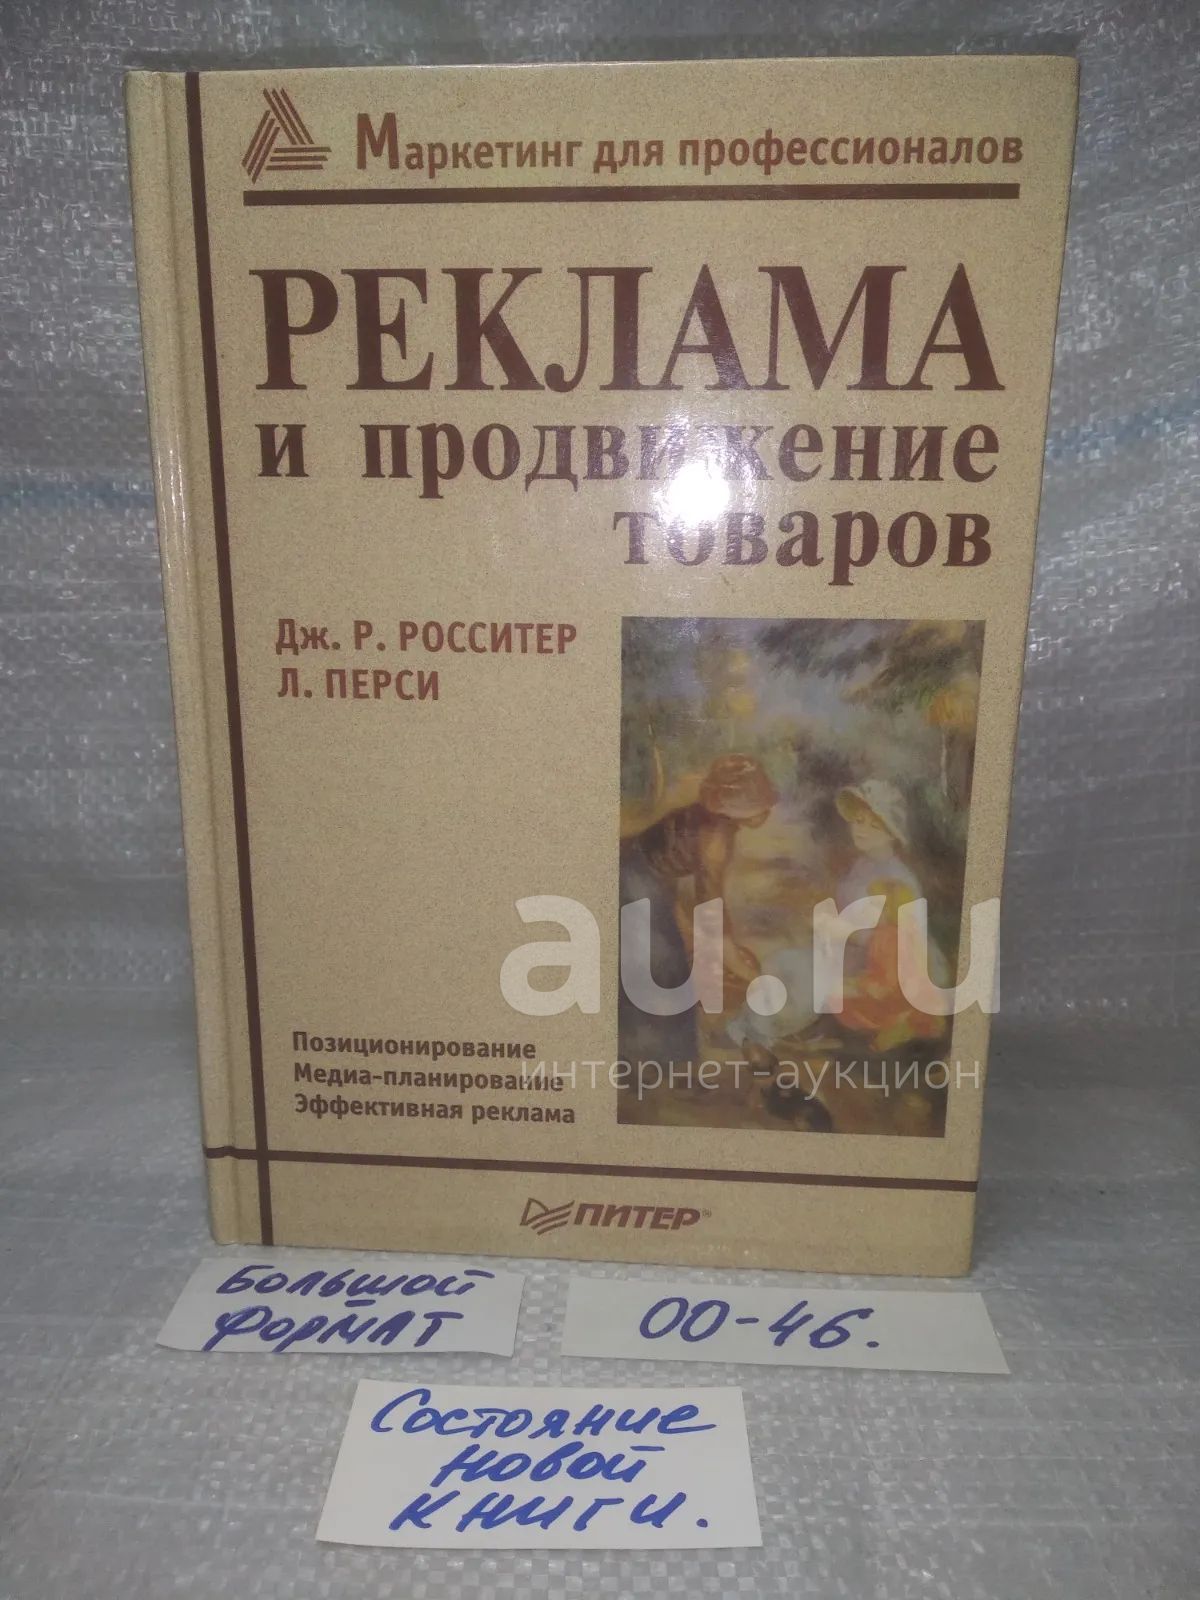 Маркетинг для профессионалов
РЕКЛАМА
и продвижение
товаров
Дж. Р. РОССИТЕР
Л. ПЕРСИ
au.ru
интернет-аукцион
Позиционирование
Медиа-планирование
Эффективная реклама
ПИТЕР®
БОЛЬШОЙ
ФОРМАТ
00-46.
Состояние
новой
книги.